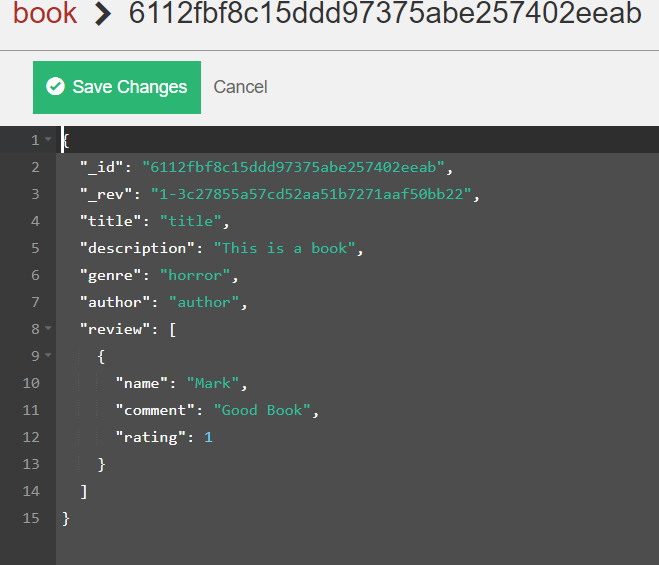 book > 6112fbf8c15ddd97375abe257402eeab
Save Changes Cancel
1 {
2 "_id": "6112fbf8c15ddd97375abe257402eeab",
3 "_rev": "1-3c27855a57cd52aa51b7271aaf50bb22",
4 "title": "title",
5 "description": "This is a book",
6 "genre": "horror",
7 "author": "author",
8 "review": [
9 {
10 "name": "Mark",
11 "comment": "Good Book",
12 "rating": 1
13 }
14 ]
15 }